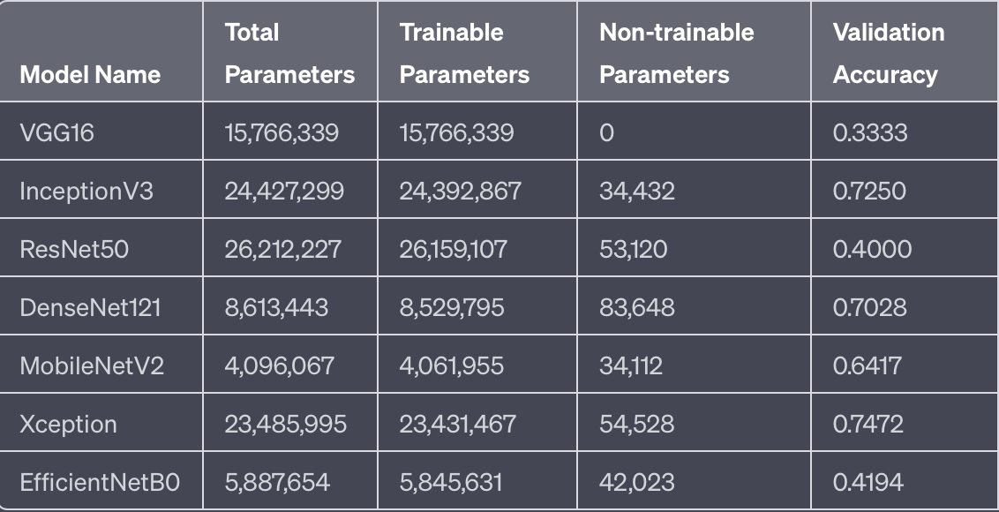 Model Name Total Parameters Trainable Parameters Non-trainable Parameters Validation Accuracy
VGG16 15,766,339 15,766,339 0 0.3333
InceptionV3 24,427,299 24,392,867 34,432 0.7250
ResNet50 26,212,227 26,159,107 53,120 0.4000
DenseNet121 8,613,443 8,529,795 83,648 0.7028
MobileNetV2 4,096,067 4,061,955 34,112 0.6417
Xception 23,485,995 23,431,467 54,528 0.7472
EfficientNetB0 5,887,654 5,845,631 42,023 0.4194